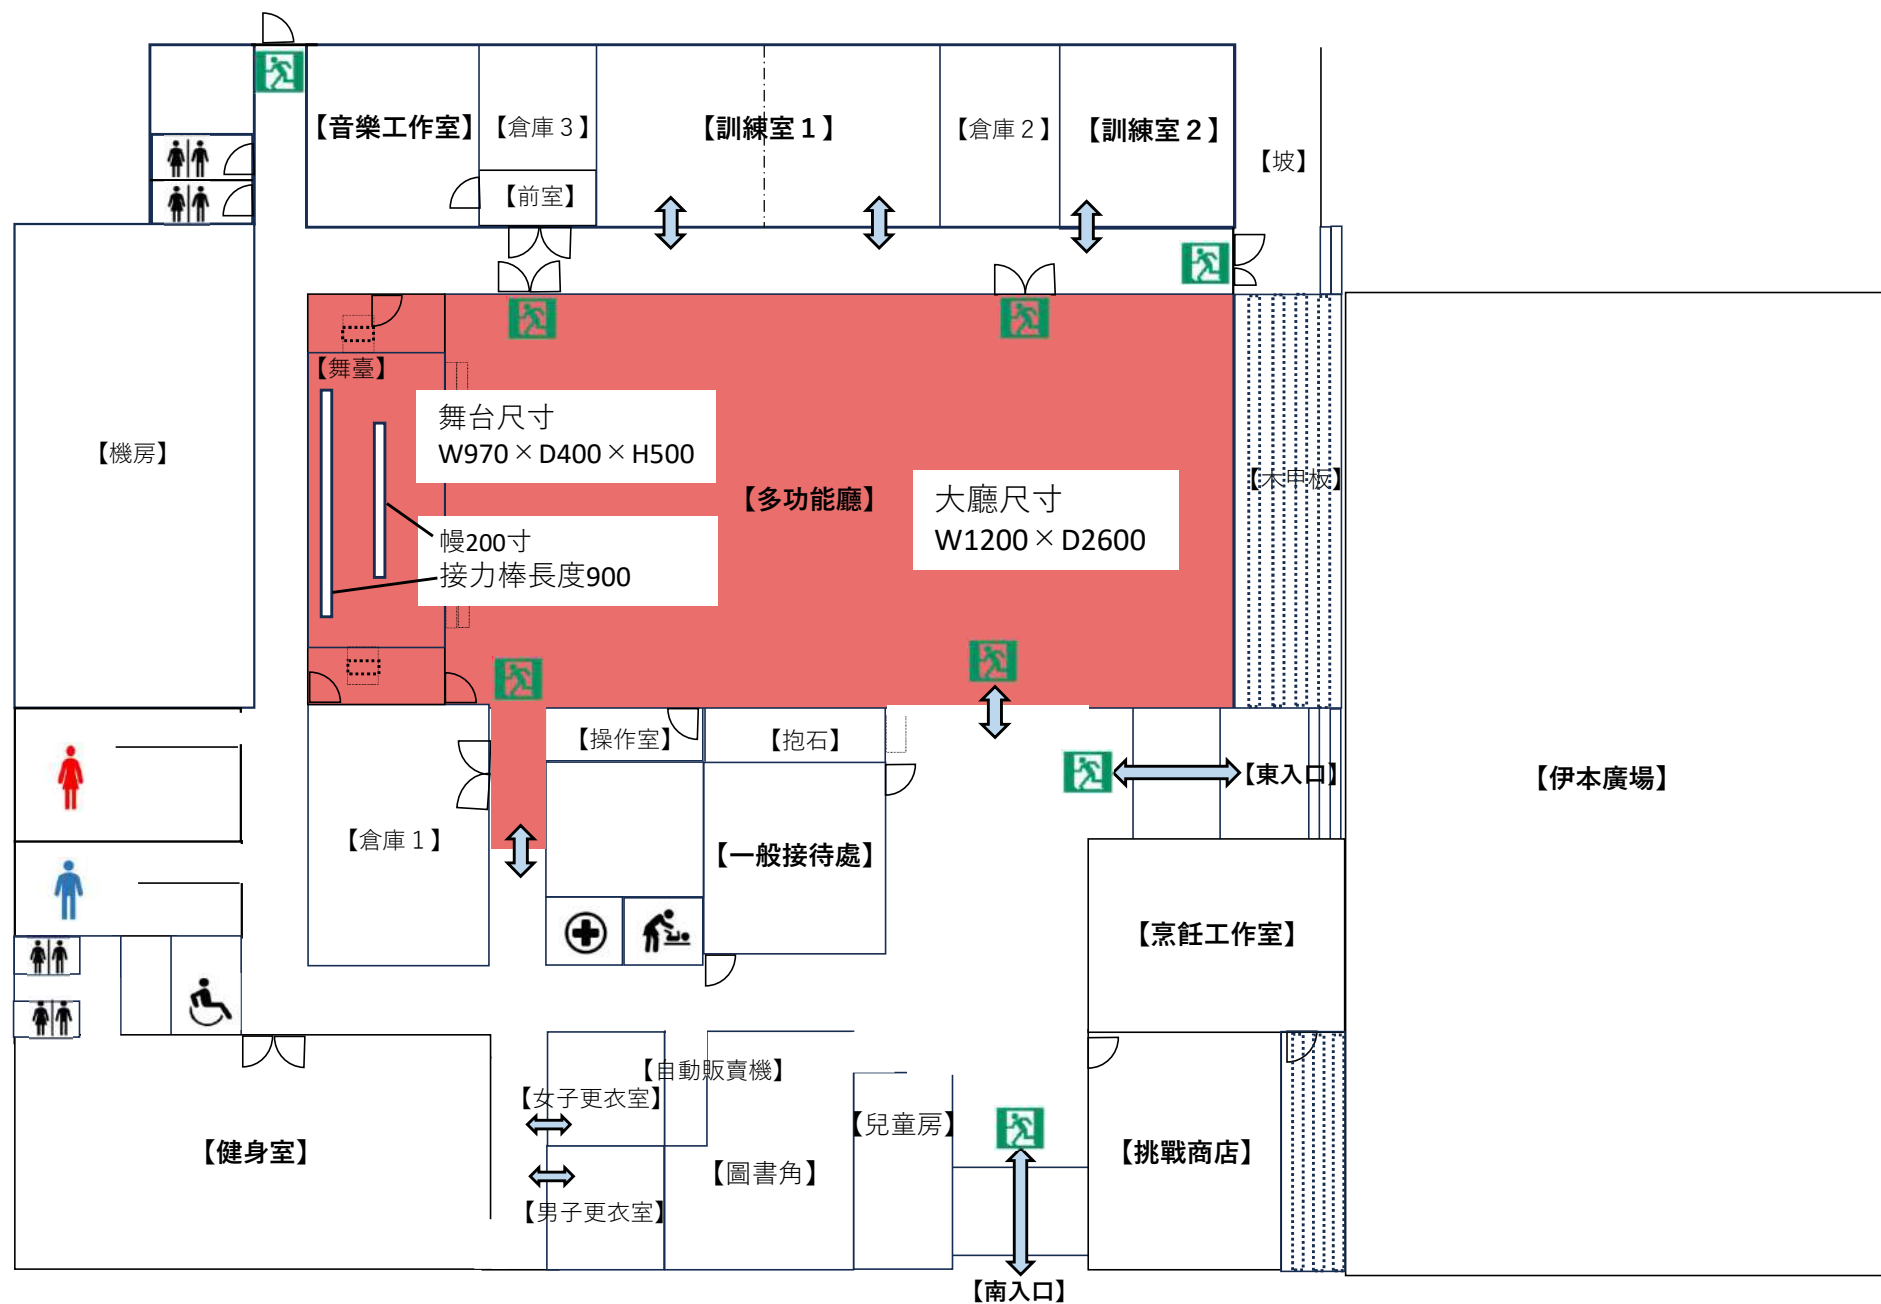 【音樂工作室】
【倉庫３】
【前室】
【訓練室１】
【倉庫２】
【訓練室２】
【坡】
【機房】
【舞臺】
舞台尺寸
W970×D400×H500
幔200寸
接力棒長度900
【多功能廳】
大廳尺寸
W1200×D2600
【木甲板】
【操作室】
【抱石】
【東入口】
【伊本廣場】
【倉庫１】
【一般接待處】
【烹飪工作室】
【自動販賣機】
【女子更衣室】
【健身室】
【兒童房】
【圖書角】
【挑戰商店】
【男子更衣室】
【南入口】